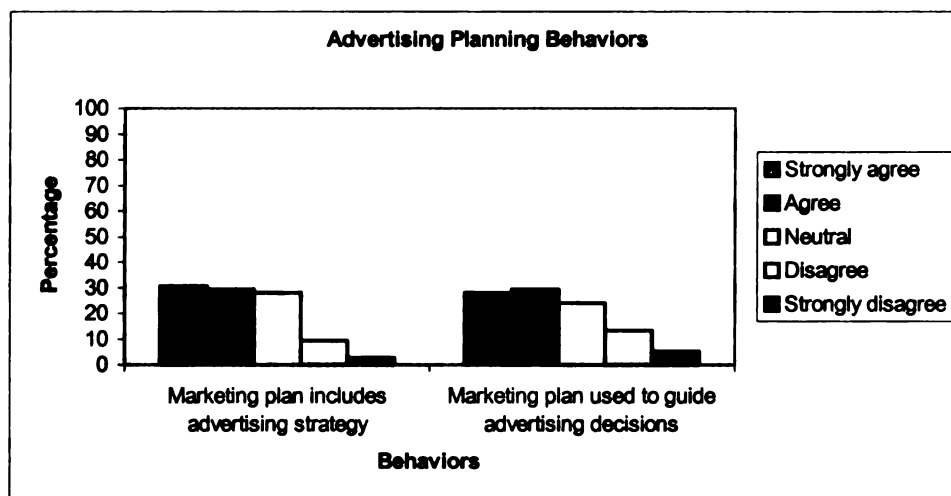 Advertising Planning Behaviors
Percentage
100
90
80
70
60
50
40
30
20
10
0
Marketing plan includes
advertising strategy
Marketing plan used to guide
advertising decisions
Behaviors
Strongly agree
Agree
Neutral
Disagree
Strongly disagree